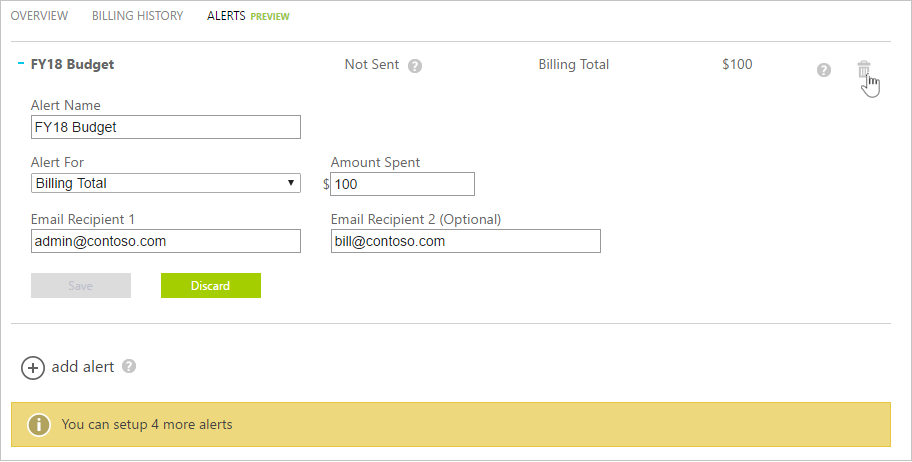 OVERVIEW BILLING HISTORY ALERTS PREVIEW
FY18 Budget Not Sent ? Billing Total $100 ?
Alert Name
FY18 Budget
Alert For Amount Spent
Billing Total $ 100
Email Recipient 1 Email Recipient 2 (Optional)
admin@contoso.com bill@contoso.com
Save Discard
add alert ?
You can setup 4 more alerts